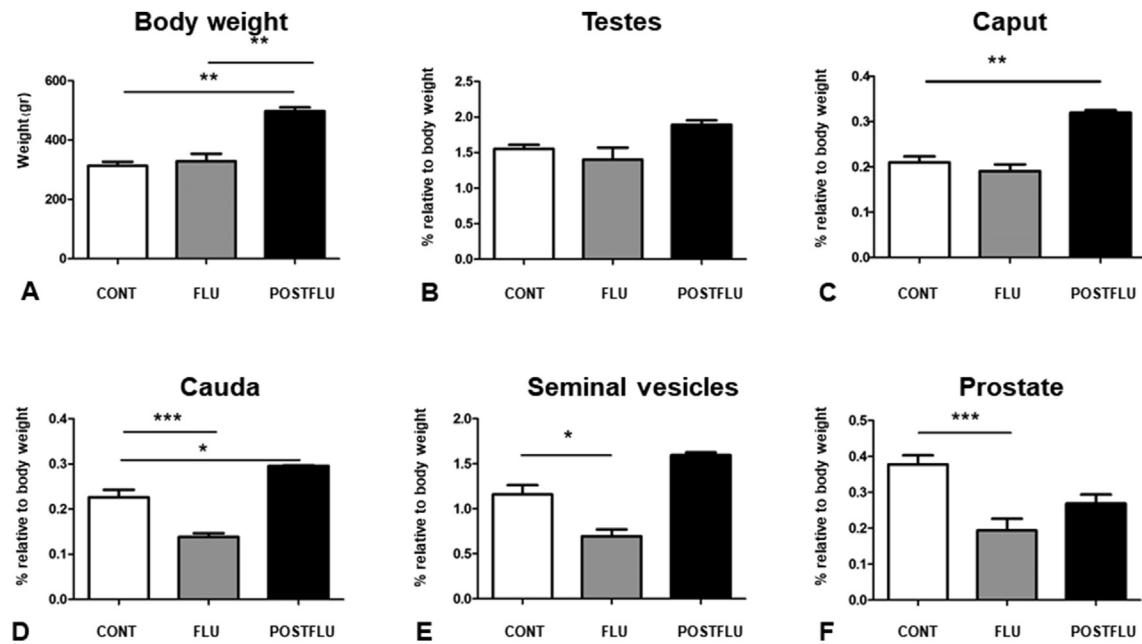 Body weight
**
**
Weight (gr)
600
400
200
0
CONT FLU POSTFLU
A
Testes
% relative to body weight
2.5
2.0
1.5
1.0
0.5
0.0
CONT FLU POSTFLU
B
Caput
**
% relative to body weight
0.4
0.3
0.2
0.1
0.0
CONT FLU POSTFLU
C
Cauda
***
*
% relative to body weight
0.4
0.3
0.2
0.1
0.0
CONT FLU POSTFLU
D
Seminal vesicles
*
% relative to body weight
2.0
1.5
1.0
0.5
0.0
CONT FLU POSTFLU
E
Prostate
***
% relative to body weight
0.5
0.4
0.3
0.2
0.1
0.0
CONT FLU POSTFLU
F